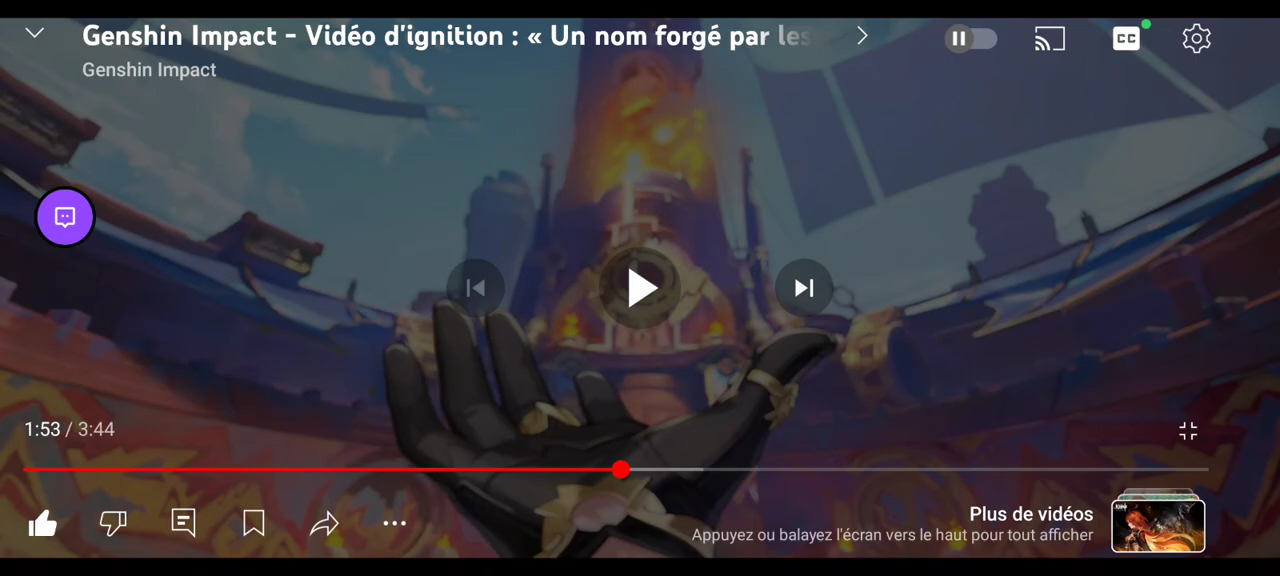 Genshin Impact - Vidéo d'ignition : « Un nom forgé par les
Genshin Impact
CC
1:53 / 3:44
Plus de vidéos
Appuyez ou balayez l'écran vers le haut pour tout afficher